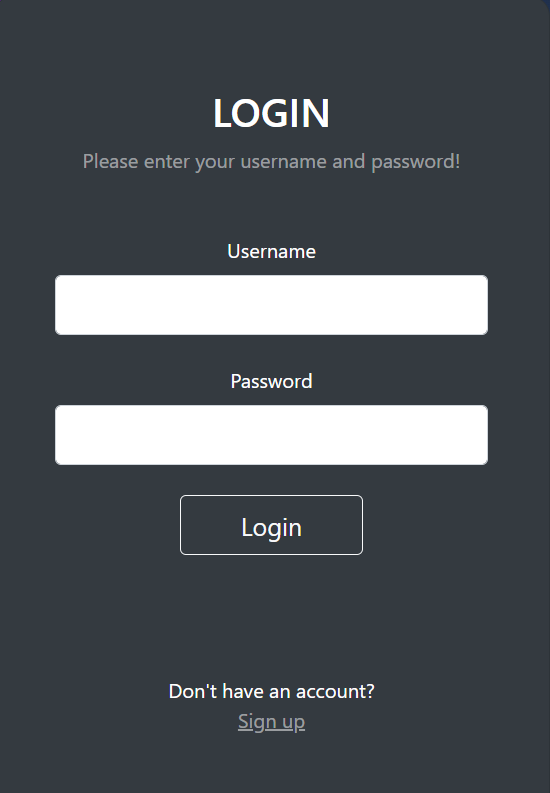 LOGIN
Please enter your username and password!
Username
Password
Login
Don't have an account?
Sign up